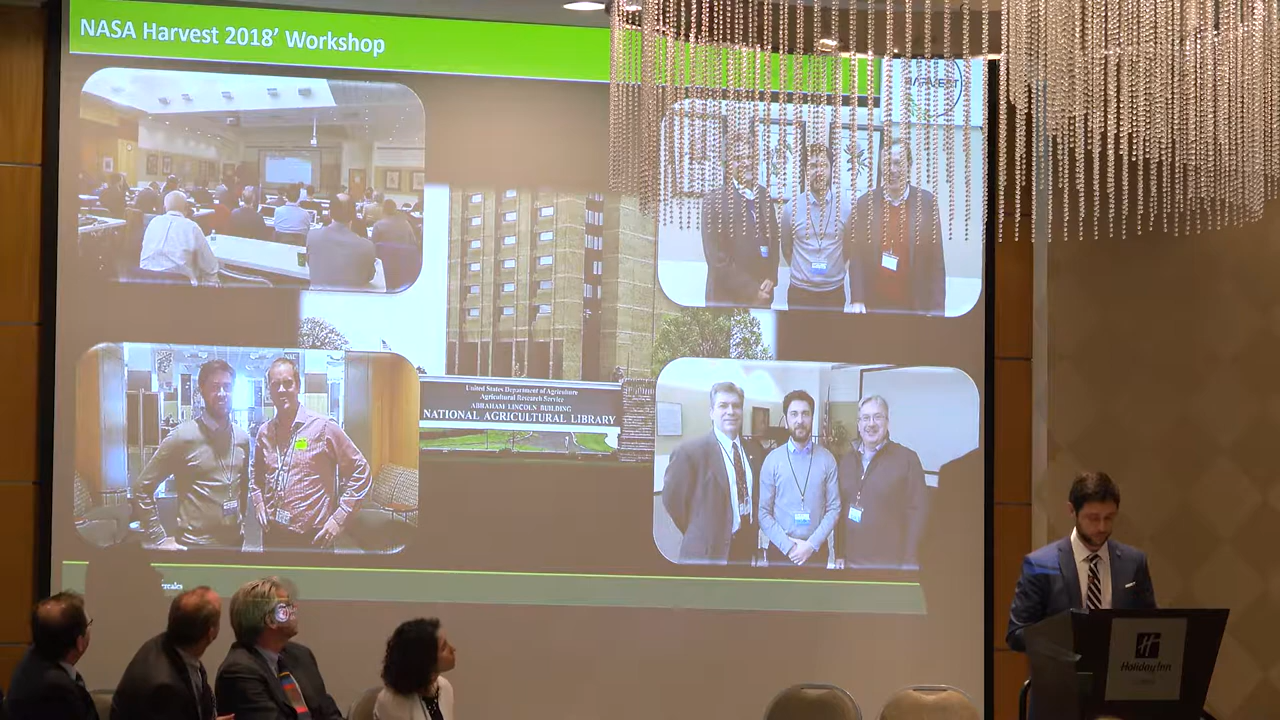 NASA Harvest 2018' Workshop
United States Department of Agriculture
Agricultural Research Service
ABRAHAM LINCOLN BUILDING
NATIONAL AGRICULTURAL LIBRARY
H
Holiday Inn